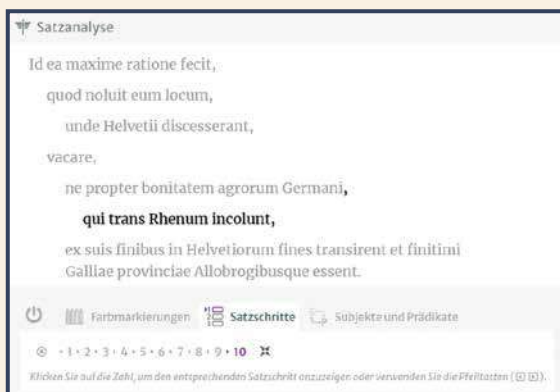 Satzanalyse
Id ea maxime ratione fecit,
quod noluit eum locum,
unde Helvetii discesserant,
vacare,
ne propter bonitatem agrorum Germani,
qui trans Rhenum incolunt,
ex suis finibus in Helvetiorum fines transirent et finitimi
Galliae provinciae Allobrogibusque essent.
Farbmarkierungen Satzschritte Subjekte und Prädikate
· 1 · 2 · 3 · 4 · 5 · 6 · 7 · 8 · 9 · 10
Klicken Sie auf die Zahl, um den entsprechenden Satzschritt anzuzeigen oder verwenden Sie die Pfeiltasten